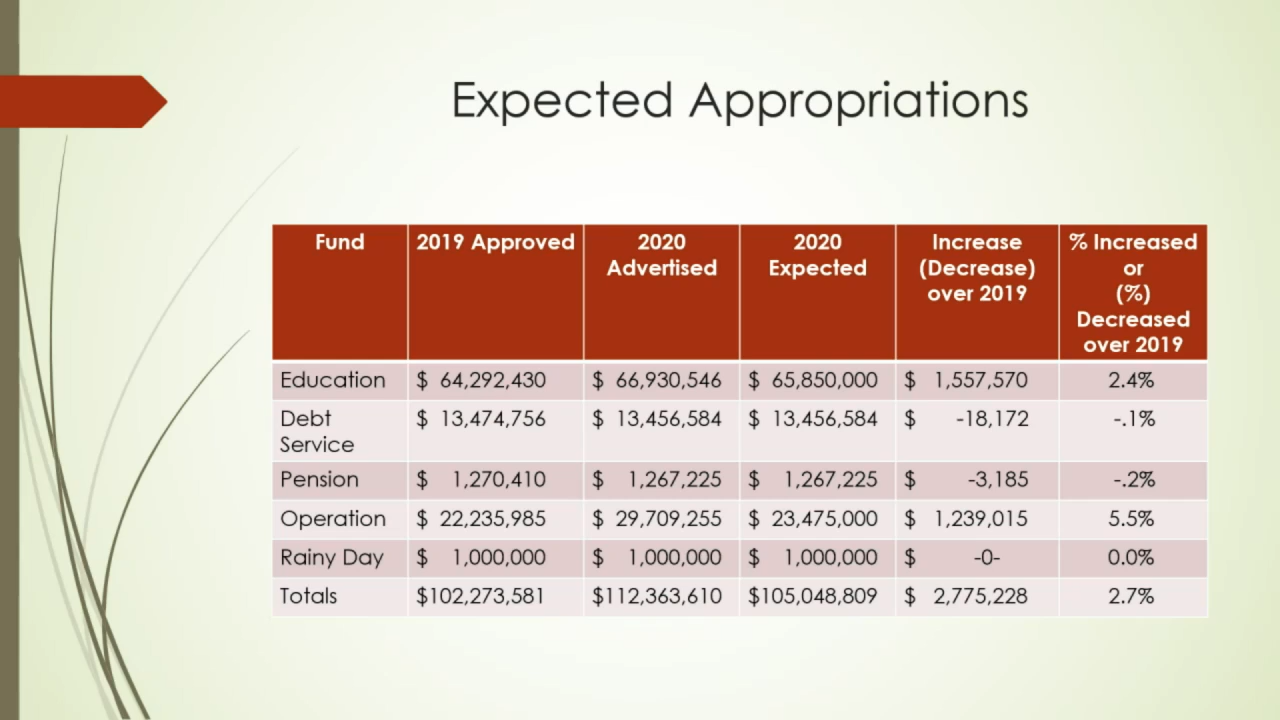 Expected Appropriations
Fund 2019 Approved 2020 Advertised 2020 Expected Increase (Decrease) over 2019 % Increased or (%) Decreased over 2019
Education $ 64,292,430 $ 66,930,546 $ 65,850,000 $ 1,557,570 2.4%
Debt Service $ 13,474,756 $ 13,456,584 $ 13,456,584 $ -18,172 -.1%
Pension $ 1,270,410 $ 1,267,225 $ 1,267,225 $ -3,185 -.2%
Operation $ 22,235,985 $ 29,709,255 $ 23,475,000 $ 1,239,015 5.5%
Rainy Day $ 1,000,000 $ 1,000,000 $ 1,000,000 $ -0- 0.0%
Totals $102,273,581 $112,363,610 $105,048,809 $ 2,775,228 2.7%